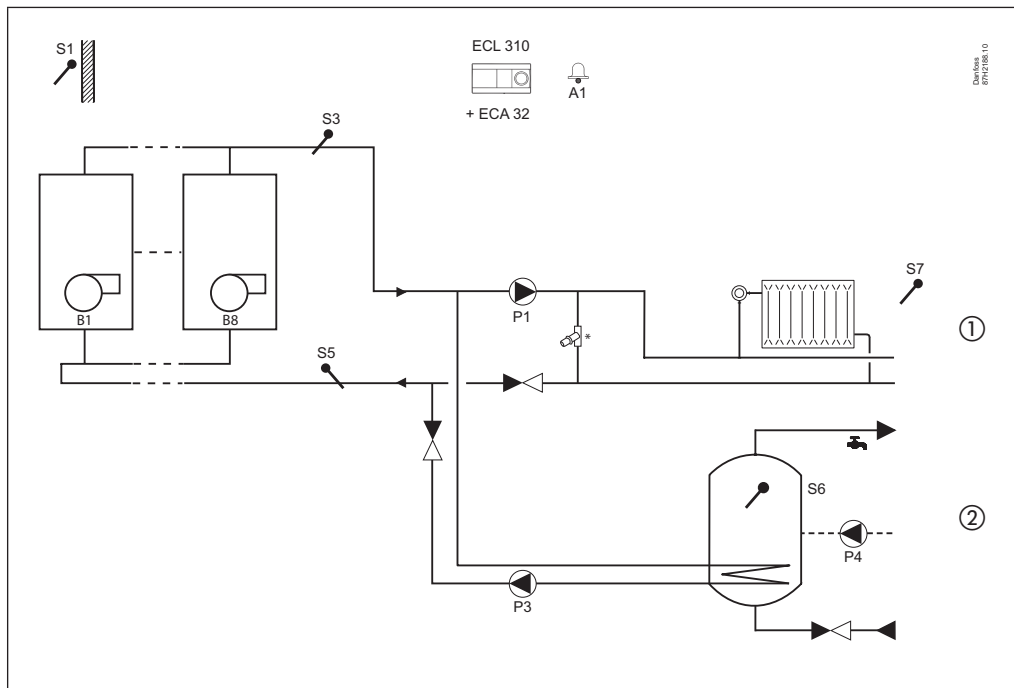 S1
ECL 310
A1
+ ECA 32
Danfoss
87H2188.10
S3
B1
B8
S7
P1
*
①
S5
S6
②
P4
P3